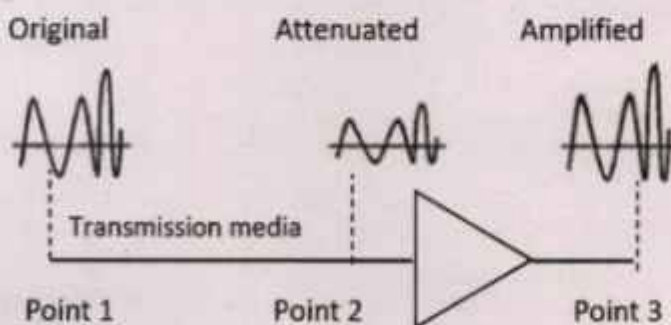 Original Attenuated Amplified
Transmission media
Point 1 Point 2 Point 3